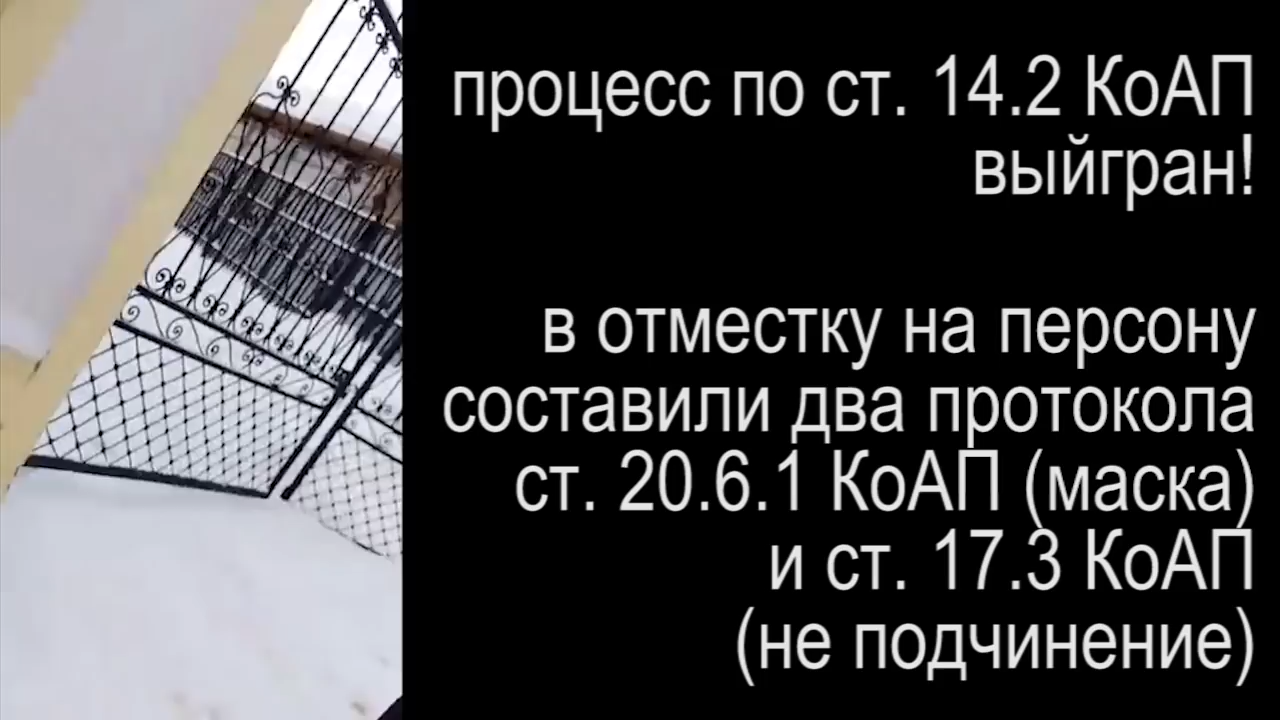 процесс по ст. 14.2 КоАП
выйгран!
в отместку на персону
составили два протокола
ст. 20.6.1 КоАП (маска)
и ст. 17.3 КоАП
(не подчинение)